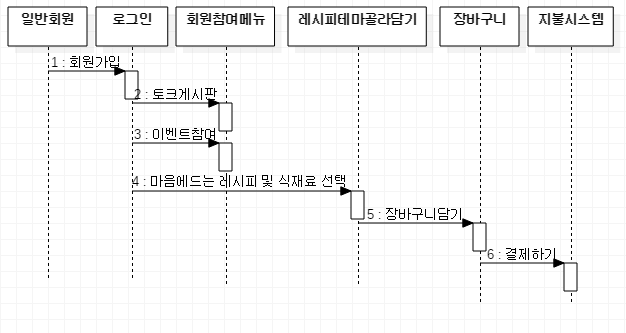 일반회원
로그인
회원참여메뉴
레시피테마골라담기
장바구니
지불시스템
1 : 회원가입
2 : 토크게시판
3 : 이벤트참여
4 : 마음에드는 레시피 및 식재료 선택
5 : 장바구니담기
6 : 결제하기